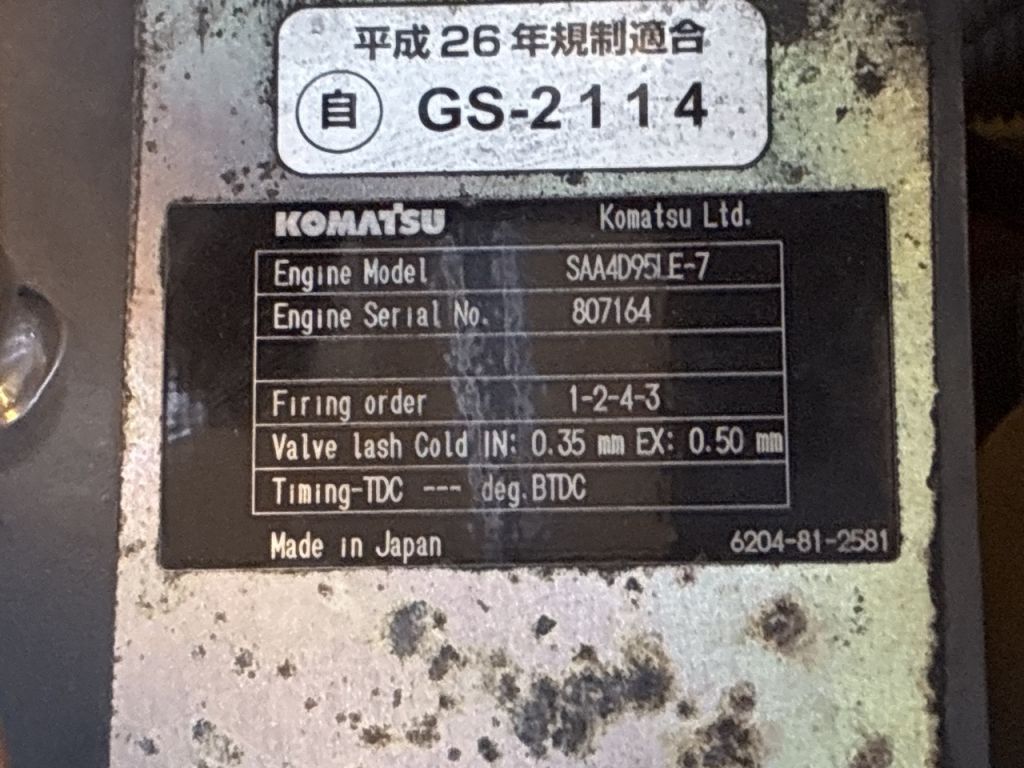 平成26年規制適合
自 GS-2114
KOMATSU Komatsu Ltd.
Engine Model SAA4D95LE-7
Engine Serial No. 807164
Firing order 1-2-4-3
Valve lash Cold IN: 0.35 mm EX: 0.50 mm
Timing-TDC --- deg.BTDC
Made in Japan 6204-81-2581